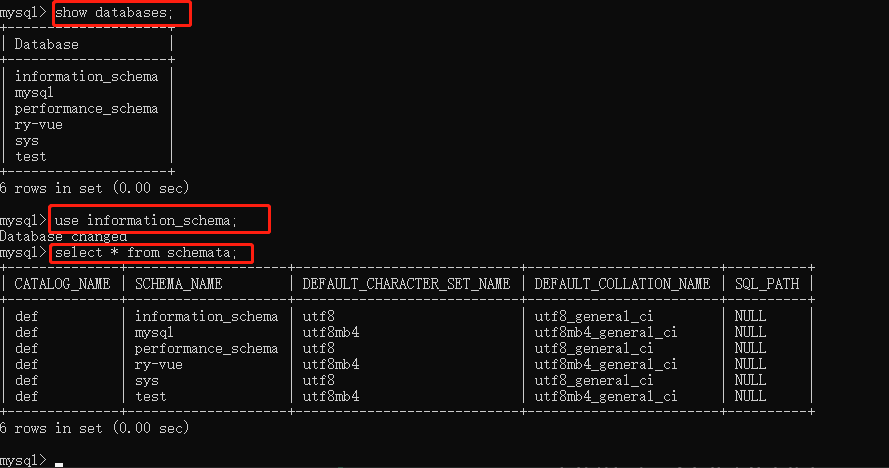 mysql> show databases;
+--------------------+
| Database           |
+--------------------+
| information_schema |
| mysql              |
| performance_schema |
| ry-vue             |
| sys                |
| test               |
+--------------------+
6 rows in set (0.00 sec)
mysql> use information_schema;
Database changed
mysql> select * from schemata;
+--------------+--------------------+----------------------------+------------------------+----------+
| CATALOG_NAME | SCHEMA_NAME        | DEFAULT_CHARACTER_SET_NAME | DEFAULT_COLLATION_NAME | SQL_PATH |
+--------------+--------------------+----------------------------+------------------------+----------+
| def          | information_schema | utf8                       | utf8_general_ci        | NULL     |
| def          | mysql              | utf8mb4                    | utf8mb4_general_ci     | NULL     |
| def          | performance_schema | utf8                       | utf8_general_ci        | NULL     |
| def          | ry-vue             | utf8mb4                    | utf8mb4_general_ci     | NULL     |
| def          | sys                | utf8                       | utf8_general_ci        | NULL     |
| def          | test               | utf8mb4                    | utf8mb4_general_ci     | NULL     |
+--------------+--------------------+----------------------------+------------------------+----------+
6 rows in set (0.00 sec)
mysql>